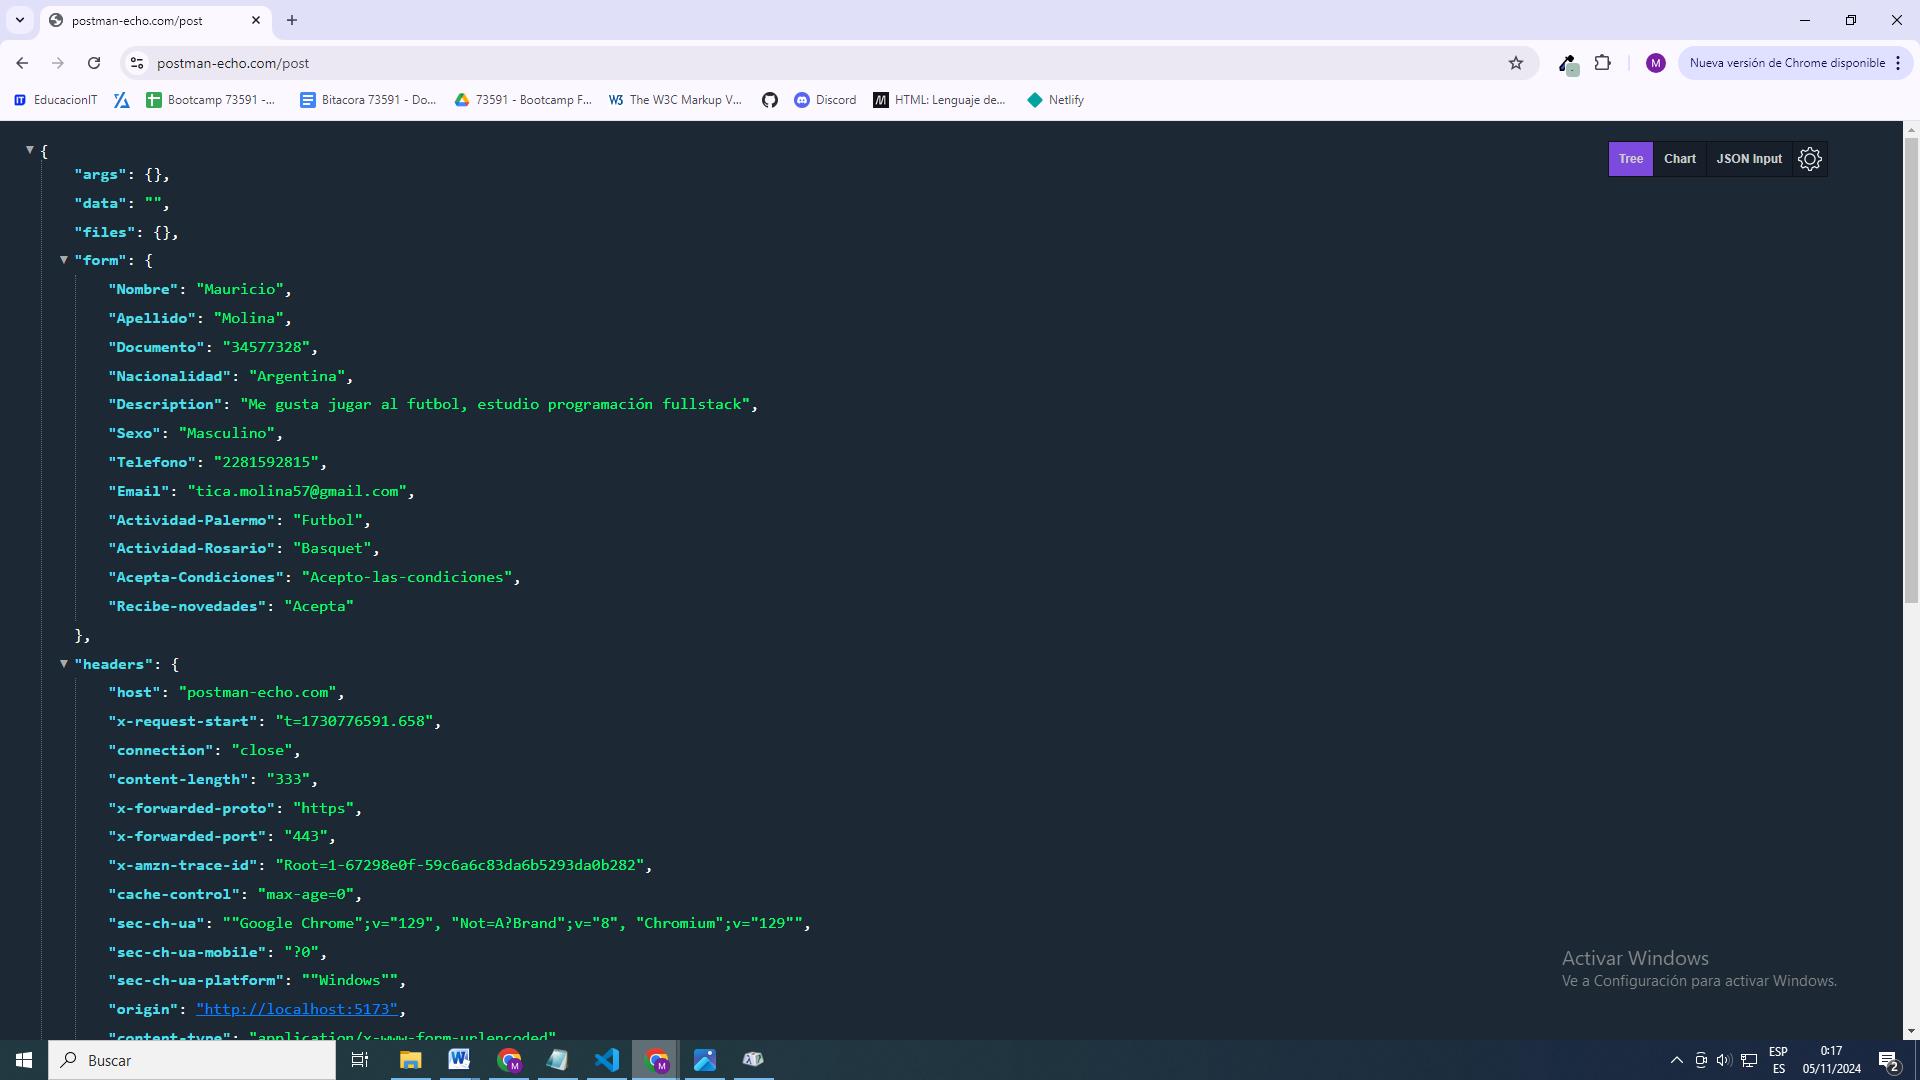 postman-echo.com/post
postman-echo.com/post
M
Nueva versión de Chrome disponible
EducacionIT
Bootcamp 73591 -...
Bitacora 73591 - Do...
73591 - Bootcamp F...
W3 The W3C Markup V...
Discord
M HTML: Lenguaje de...
Netlify
Tree Chart JSON Input
{
"args": {},
"data": "",
"files": {},
"form": {
"Nombre": "Mauricio",
"Apellido": "Molina",
"Documento": "34577328",
"Nacionalidad": "Argentina",
"Description": "Me gusta jugar al futbol, estudio programación fullstack",
"Sexo": "Masculino",
"Telefono": "2281592815",
"Email": "tica.molina57@gmail.com",
"Actividad-Palermo": "Futbol",
"Actividad-Rosario": "Basquet",
"Acepta-Condiciones": "Acepto-las-condiciones",
"Recibe-novedades": "Acepta"
},
"headers": {
"host": "postman-echo.com",
"x-request-start": "t=1730776591.658",
"connection": "close",
"content-length": "333",
"x-forwarded-proto": "https",
"x-forwarded-port": "443",
"x-amzn-trace-id": "Root=1-67298e0f-59c6a6c83da6b5293da0b282",
"cache-control": "max-age=0",
"sec-ch-ua": ""Google Chrome";v="129", "Not=A?Brand";v="8", "Chromium";v="129"",
"sec-ch-ua-mobile": "?0",
"sec-ch-ua-platform": ""Windows"",
"origin": "http://localhost:5173",
"content-type": "application/x-www-form-urlencoded"
Activar Windows
Ve a Configuración para activar Windows.
Buscar
ESP
ES
0:17
05/11/2024
2